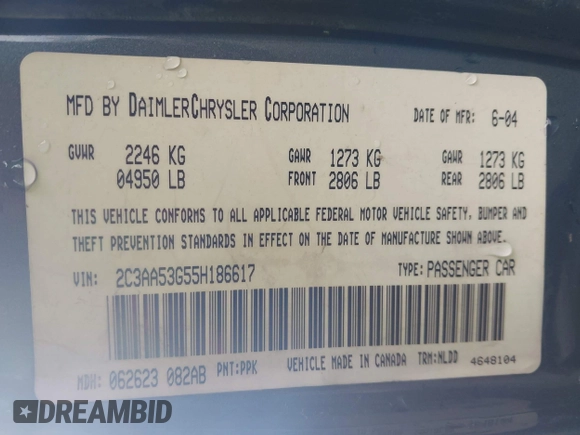 MFD BY DAIMLERCHRYSLER CORPORATION DATE OF MFR: 6-04
GVWR 2246 KG GAWR 1273 KG GAWR 1273 KG
04950 LB FRONT 2806 LB REAR 2806 LB
THIS VEHICLE CONFORMS TO ALL APPLICABLE FEDERAL MOTOR VEHICLE SAFETY, BUMPER AND
THEFT PREVENTION STANDARDS IN EFFECT ON THE DATE OF MANUFACTURE SHOWN ABOVE.
VIN: 2C3AA53G55H186617 TYPE: PASSENGER CAR
MDH: 062623 082AB PNT: PPK VEHICLE MADE IN CANADA TRM: NLDD 4648104
DREAMBID